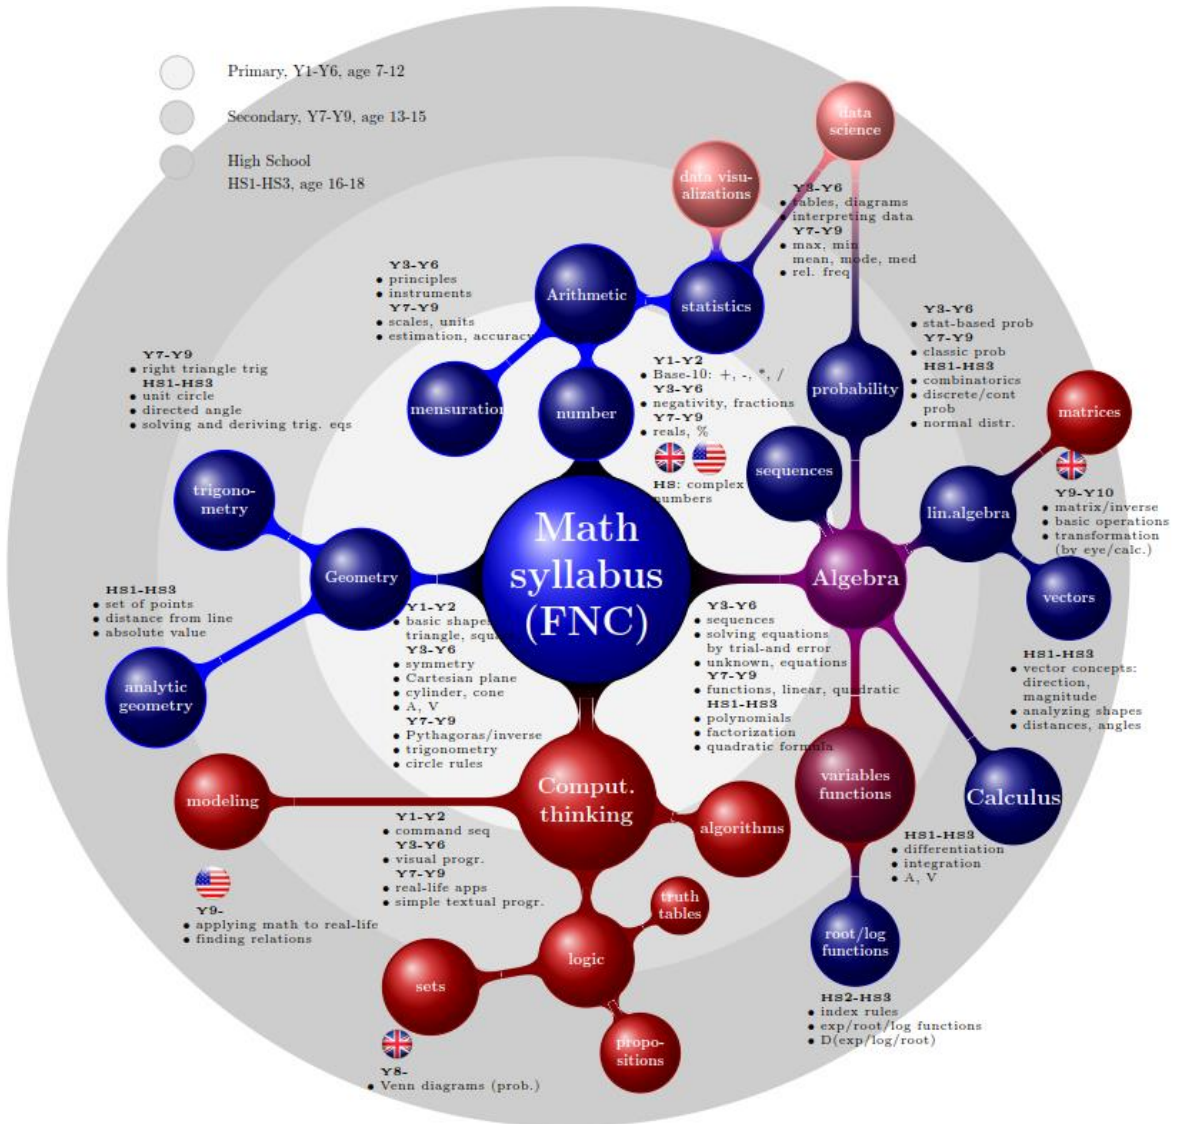 Primary, Y1-Y6, age 7-12
Secondary, Y7-Y9, age 13-15
High School
HS1-HS3, age 16-18
data
science
data visu-
alizations
Y3-Y6
• tables, diagrams
• interpreting data
Y7-Y9
• max, min
mean, mode, med
• rel. freq
Y3-Y6
• principles
• instruments
Y7-Y9
• scales, units
• estimation, accuracy
Arithmetic
statistics
mensuration
number
Y1-Y2
• Base-10: +, -, *, /
Y3-Y6
• negativity, fractions
Y7-Y9
• reals, %
HS: complex
numbers
Y3-Y6
• stat-based prob
Y7-Y9
• classic prob
HS1-HS3
• combinatorics
• discrete/cont
prob
• normal distr.
probability
matrices
sequences
lin.algebra
Y9-Y10
• matrix/inverse
• basic operations
• transformation
(by eye/calc.)
Y7-Y9
• right triangle trig
HS1-HS3
• unit circle
• directed angle
• solving and deriving trig. eqs
trigono-
metry
Geometry
Math
syllabus
(FNC)
Algebra
vectors
HS1-HS3
• set of points
• distance from line
• absolute value
analytic
geometry
Y1-Y2
• basic shapes
triangle, squ
Y3-Y6
• symmetry
• Cartesian plane
• cylinder, cone
• A, V
Y7-Y9
• Pythagoras/inverse
• trigonometry
• circle rules
Y3-Y6
• sequences
• solving equations
by trial-and error
• unknown, equations
Y7-Y9
• functions, linear, quadratic
HS1-HS3
• polynomials
• factorization
• quadratic formula
HS1-HS3
• vector concepts:
direction,
magnitude
• analyzing shapes
• distances, angles
modeling
Comput.
thinking
algorithms
variables
functions
Calculus
Y1-Y2
• command seq
Y3-Y6
• visual progr.
Y7-Y9
• real-life apps
• simple textual progr.
HS1-HS3
• differentiation
• integration
• A, V
Y9-
• applying math to real-life
• finding relations
truth
tables
logic
sets
propo-
sitions
root/log
functions
HS2-HS3
• index rules
• exp/root/log functions
• D(exp/log/root)
Y8-
• Venn diagrams (prob.)